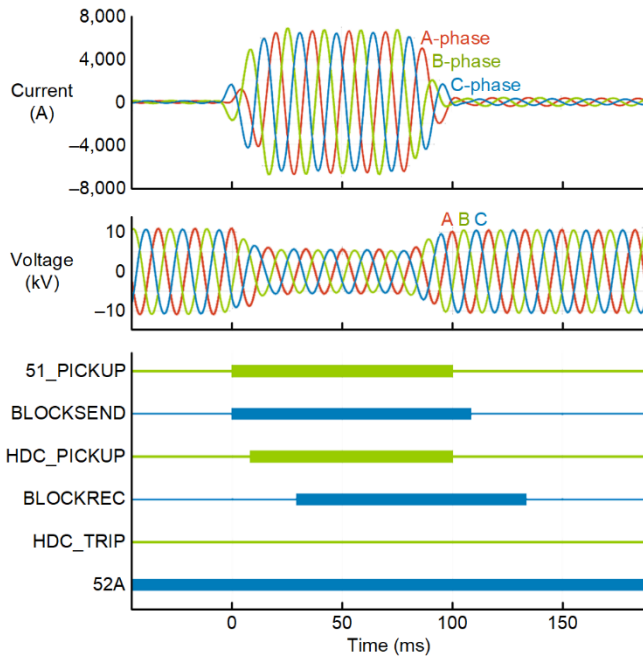 8,000
4,000
0
–4,000
–8,000
Current
(A)
A-phase
B-phase
C-phase
10
0
–10
Voltage
(kV)
A B C
51_PICKUP
BLOCKSEND
HDC_PICKUP
BLOCKREC
HDC_TRIP
52A
0 50 100 150
Time (ms)